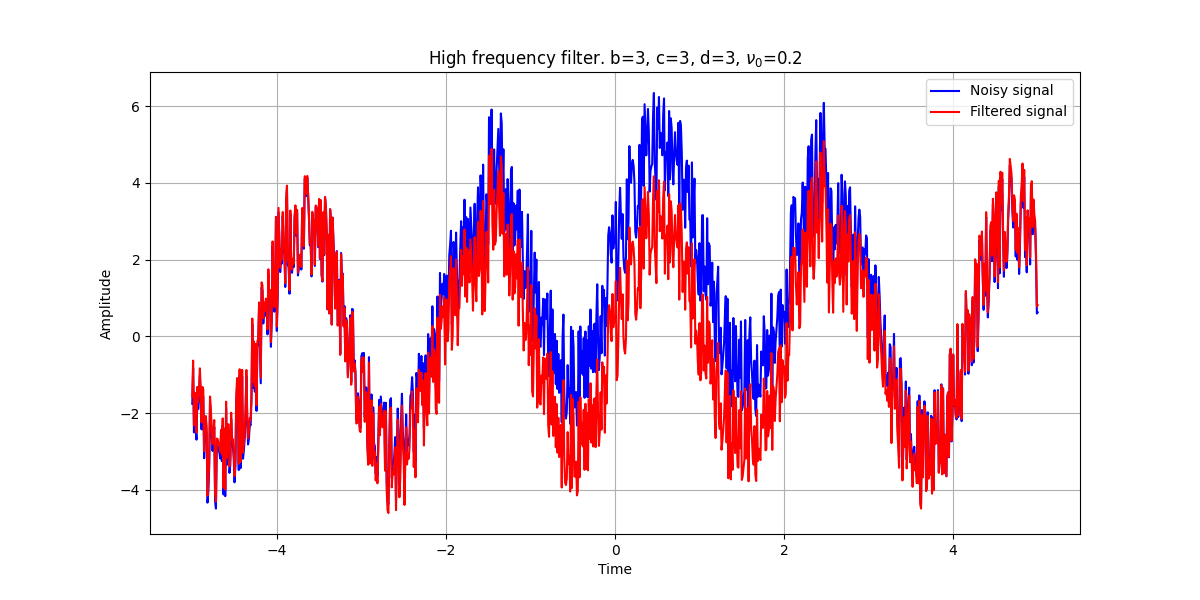 High frequency filter. b=3, c=3, d=3, $\nu_0$=0.2
Noisy signal
Filtered signal
Amplitude
6
4
2
0
−2
−4
−4 −2 0 2 4
Time